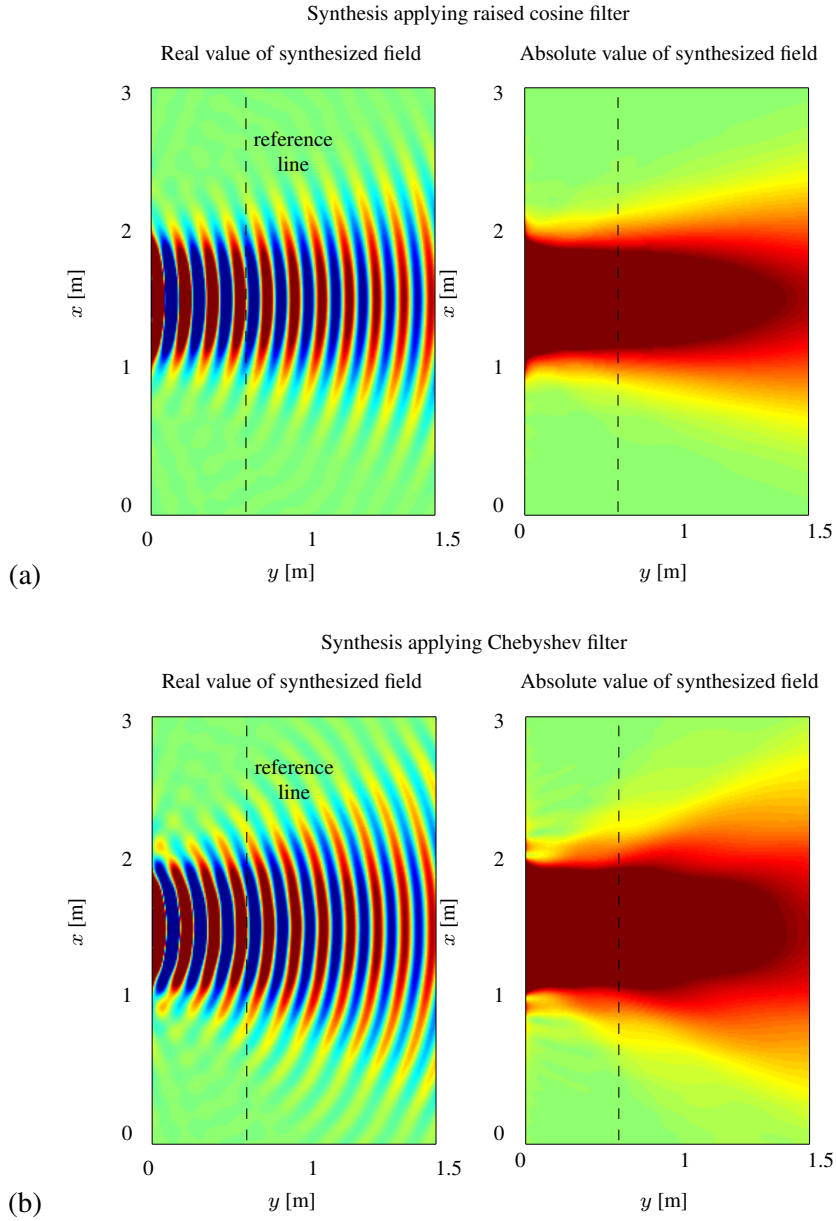 Synthesis applying raised cosine filter
Real value of synthesized field
Absolute value of synthesized field
3
3
reference
line
2
2
x [m]
x [m]
1
1
0
0
0
1
1.5
0
1
1.5
y [m]
y [m]
(a)
Synthesis applying Chebyshev filter
Real value of synthesized field
Absolute value of synthesized field
3
3
reference
line
2
2
x [m]
x [m]
1
1
0
0
0
1
1.5
0
1
1.5
y [m]
y [m]
(b)